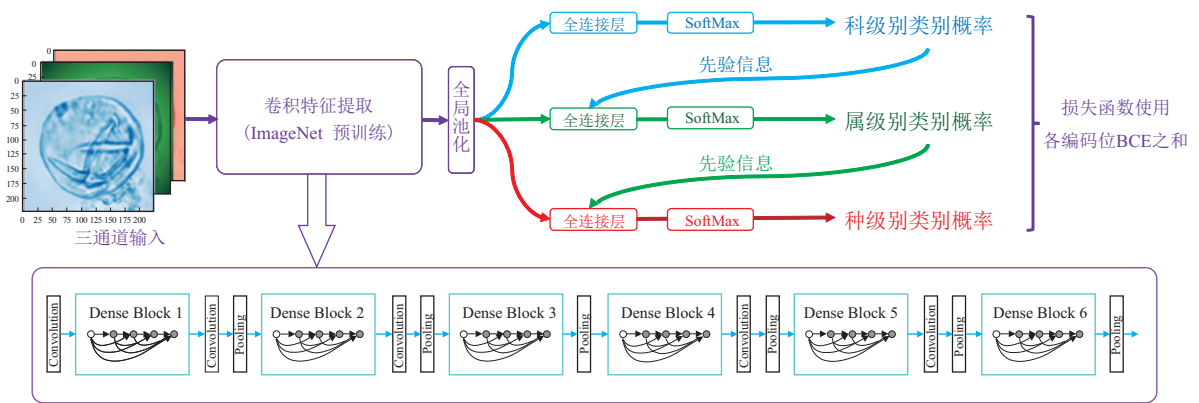 全连接层
SoftMax
科级别类别概率
先验信息
0
0
0
25
50
75
100
125
150
175
200
0 25 50 75 100 125 150 175 200
三通道输入
卷积特征提取
(ImageNet 预训练)
全局池化
全连接层
SoftMax
属级别类别概率
先验信息
全连接层
SoftMax
种级别类别概率
损失函数使用
各编码位BCE之和
Convolution
Dense Block 1
Convolution
Pooling
Dense Block 2
Convolution
Pooling
Dense Block 3
Pooling
Dense Block 4
Convolution
Pooling
Dense Block 5
Convolution
Pooling
Dense Block 6
Pooling